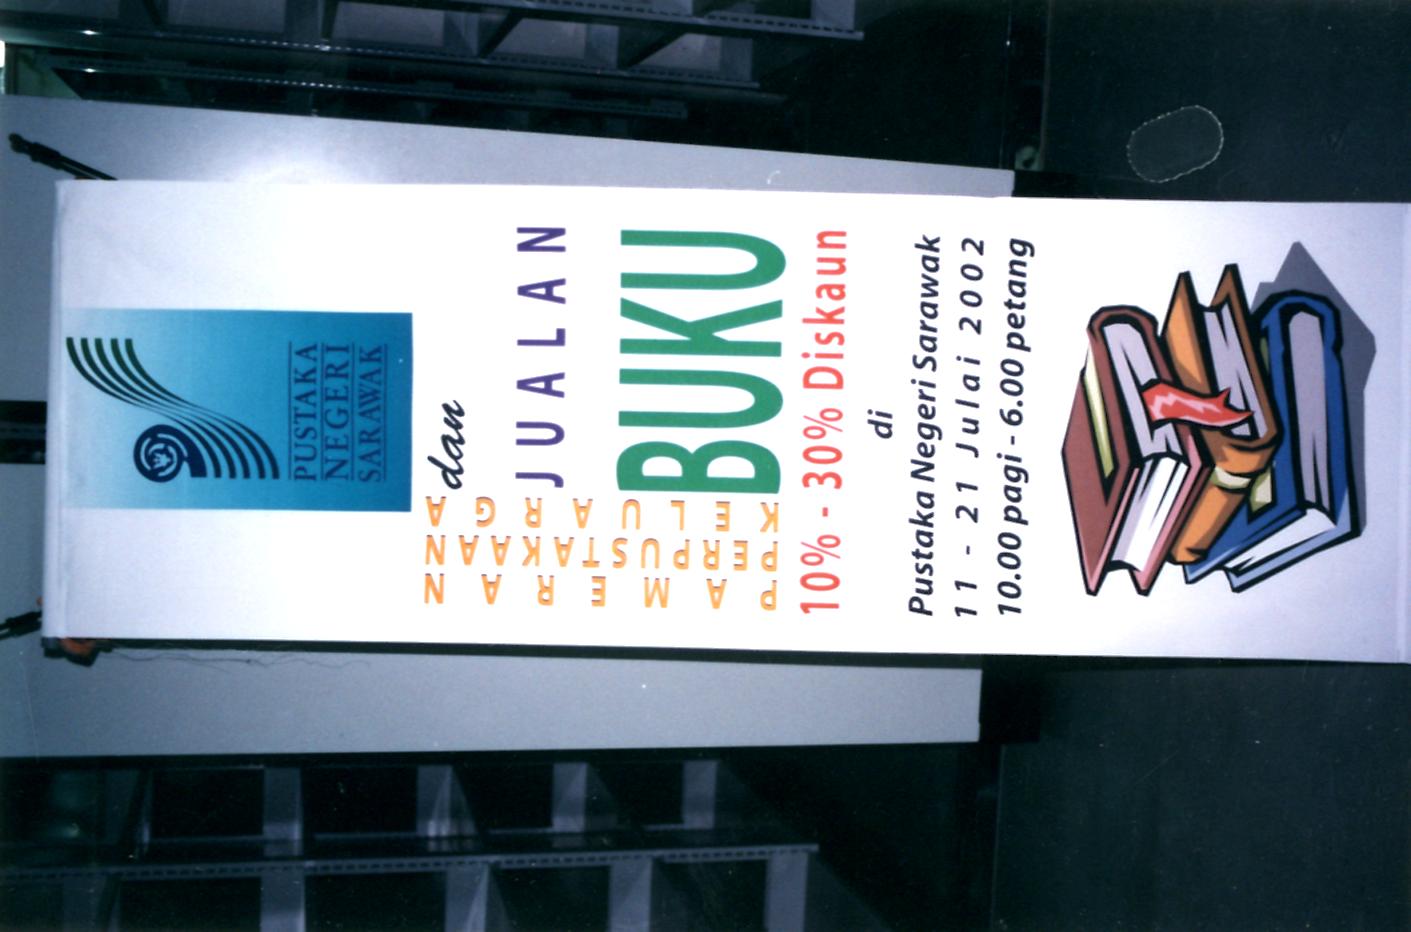 PUSTAKA
NEGERI
SARAWAK
PAMERAN
PERPUSTAKAAN
KELUARGA
dan
JUALAN
BUKU
10% - 30% Diskaun
di
Pustaka Negeri Sarawak
11 - 21 Julai 2002
10.00 pagi - 6.00 petang